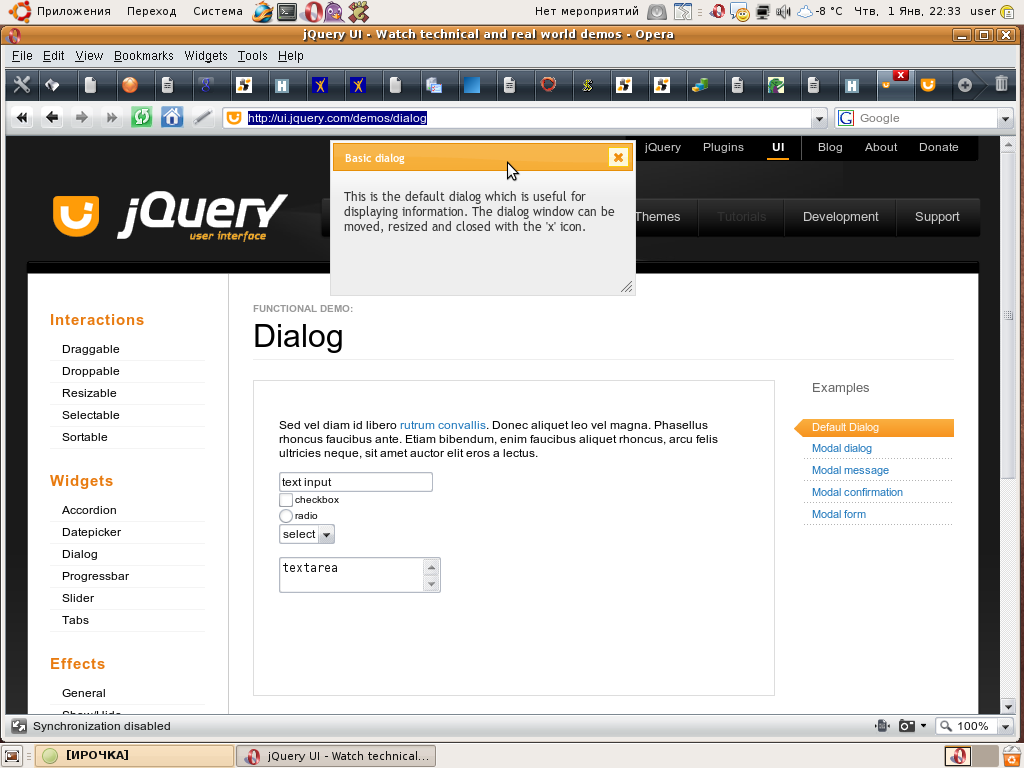 Приложения Переход Система Нет мероприятий -8 °C Чтв, 1 Янв, 22:33 user
jQuery UI - Watch technical and real world demos - Opera
File Edit View Bookmarks Widgets Tools Help
http://ui.jquery.com/demos/dialog Google
jQuery Plugins UI Blog About Donate
Basic dialog
This is the default dialog which is useful for
displaying information. The dialog window can be
moved, resized and closed with the 'x' icon.
jQuery
user interface
Themes Tutorials Development Support
Interactions
Draggable
Droppable
Resizable
Selectable
Sortable
Widgets
Accordion
Datepicker
Dialog
Progressbar
Slider
Tabs
Effects
General
Show/Hide
FUNCTIONAL DEMO:
Dialog
Sed vel diam id libero rutrum convallis. Donec aliquet leo vel magna. Phasellus
rhoncus faucibus ante. Etiam bibendum, enim faucibus aliquet rhoncus, arcu felis
ultricies neque, sit amet auctor elit eros a lectus.
text input
checkbox
radio
select
textarea
Examples
Default Dialog
Modal dialog
Modal message
Modal confirmation
Modal form
Synchronization disabled 100%
[ИРОЧКА] jQuery UI - Watch technical...